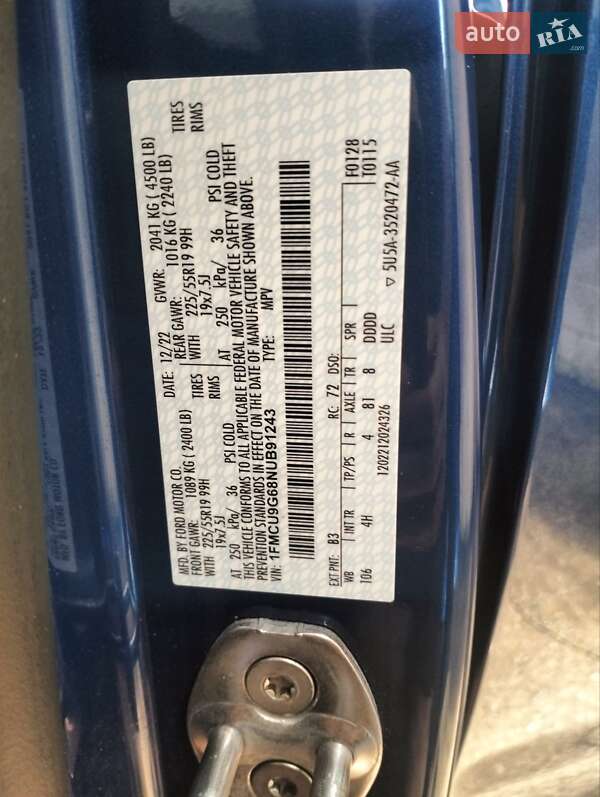 auto RIA.com
MFD. BY FORD MOTOR CO. DATE: 12/22 GVWR: 2041 KG (4500 LB)
FRONT GAWR: 1089 KG (2400 LB) REAR GAWR: 1016 KG (2240 LB)
WITH 225/55R19 99H TIRES WITH 225/55R19 99H TIRES
19x7.5J RIMS 19x7.5J RIMS
AT 250 kPa/ 36 PSI COLD AT 250 kPa/ 36 PSI COLD
THIS VEHICLE CONFORMS TO ALL APPLICABLE FEDERAL MOTOR VEHICLE SAFETY AND THEFT
PREVENTION STANDARDS IN EFFECT ON THE DATE OF MANUFACTURE SHOWN ABOVE.
VIN: 1FMCU9G68NUB91243 TYPE: MPV
F0128
T0115
EXT PNT: B3 RC: 72 DSO:
WB INT TR TP/PS R AXLE TR SPR
106 4H 4 81 8 DDDD
ULC
1202212024326 ▽ 5U5A-3520472-AA